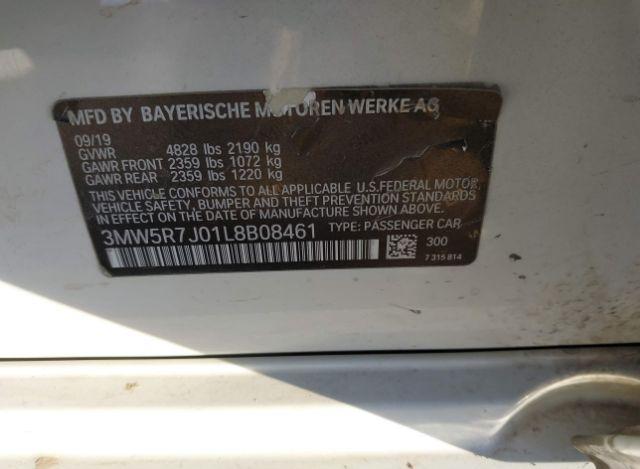 MFD BY BAYERISCHE MOTOREN WERKE AG
09/19
GVWR 4828 lbs 2190 kg
GAWR FRONT 2359 lbs 1072 kg
GAWR REAR 2359 lbs 1220 kg
THIS VEHICLE CONFORMS TO ALL APPLICABLE U.S.FEDERAL MOTOR
VEHICLE SAFETY, BUMPER AND THEFT PREVENTION STANDARDS
IN EFFECT ON THE DATE OF MANUFACTURE SHOWN ABOVE.
3MW5R7J01L8B08461 TYPE: PASSENGER CAR
300
7 315 814